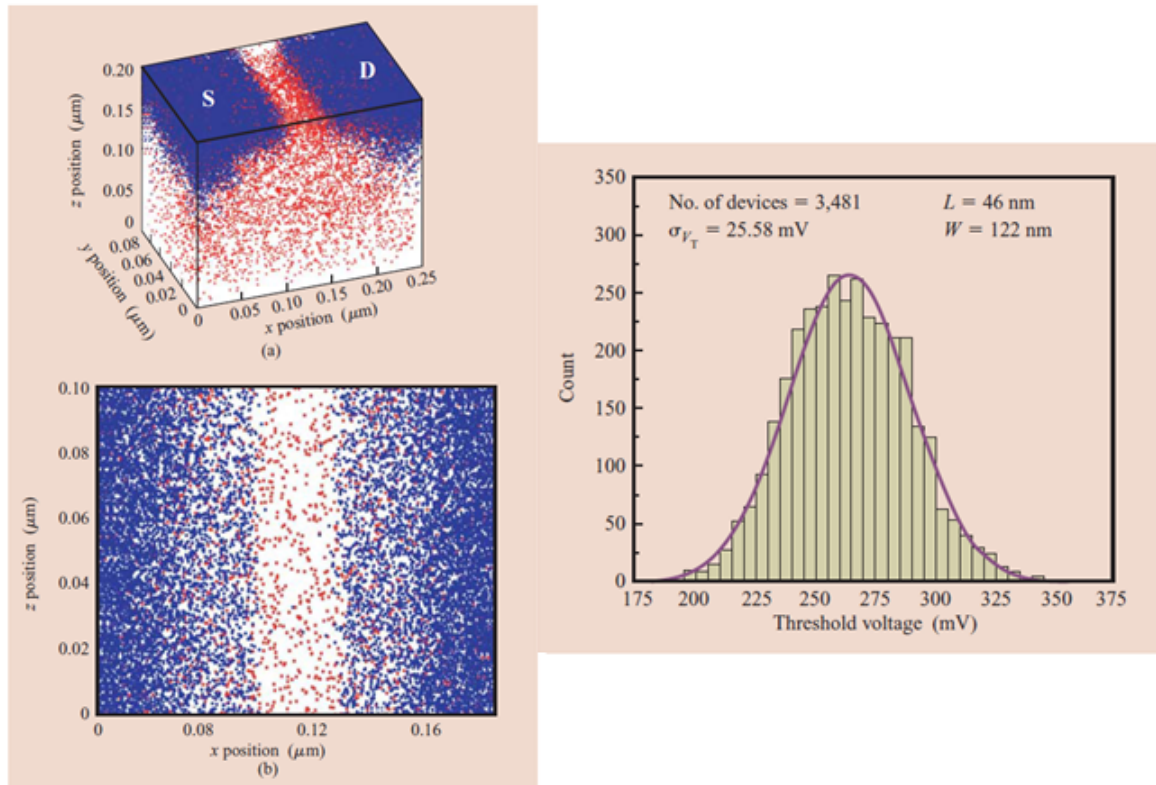 0.20
0.15
0.10
0.05
0
z position (μm)
S
D
0.08
0.06
0.04
0.02
0
y position (μm)
0
0.05
0.10
0.15
0.20
0.25
x position (μm)
(a)
0.10
0.08
0.06
0.04
0.02
0
z position (μm)
0
0.08
0.12
0.16
x position (μm)
(b)
350
300
250
200
150
100
50
0
Count
No. of devices = 3,481
L = 46 nm
σVT = 25.58 mV
W = 122 nm
175
200
225
250
275
300
325
350
375
Threshold voltage (mV)